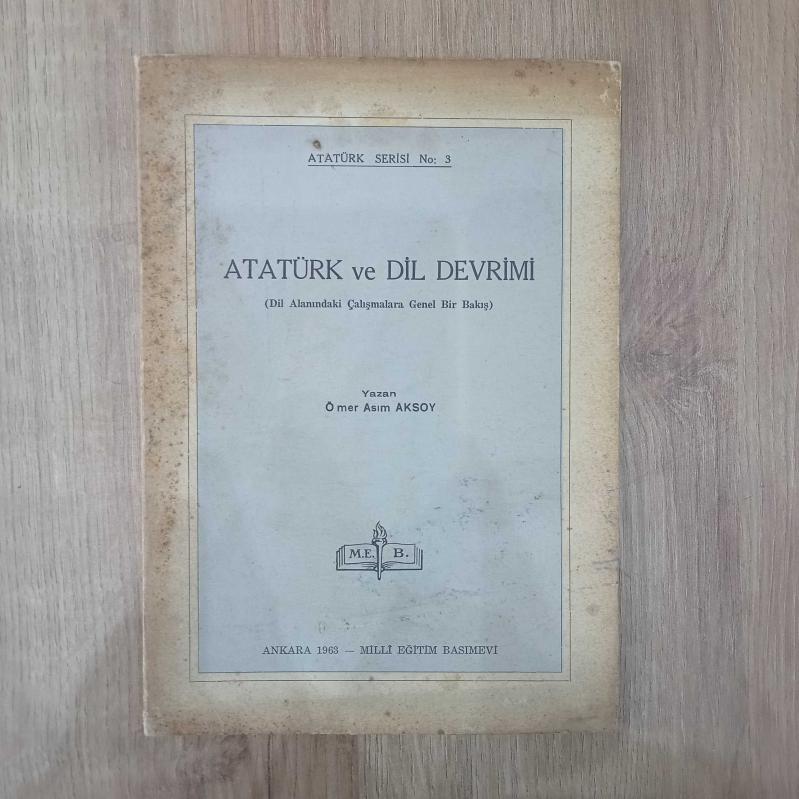 ATATÜRK SERİSİ No: 3
ATATÜRK ve DİL DEVRİMİ
(Dil Alanındaki Çalışmalara Genel Bir Bakış)
Yazan
Ömer Asım AKSOY
M.E. B.
ANKARA 1963 — MİLLÎ EĞİTİM BASIMEVİ